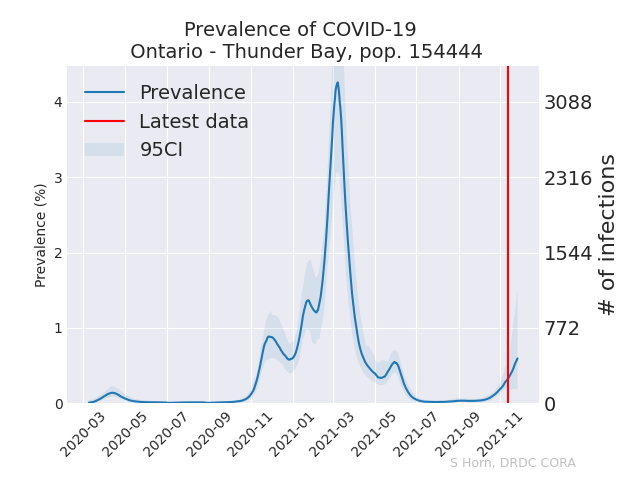 Prevalence of COVID-19
Ontario - Thunder Bay, pop. 154444
Prevalence
Latest data
95CI
Prevalence (%)
4
3
2
1
0
3088
2316
1544
772
0
# of infections
2020-03
2020-05
2020-07
2020-09
2020-11
2021-01
2021-03
2021-05
2021-07
2021-09
2021-11
S Horn, DRDC CORA